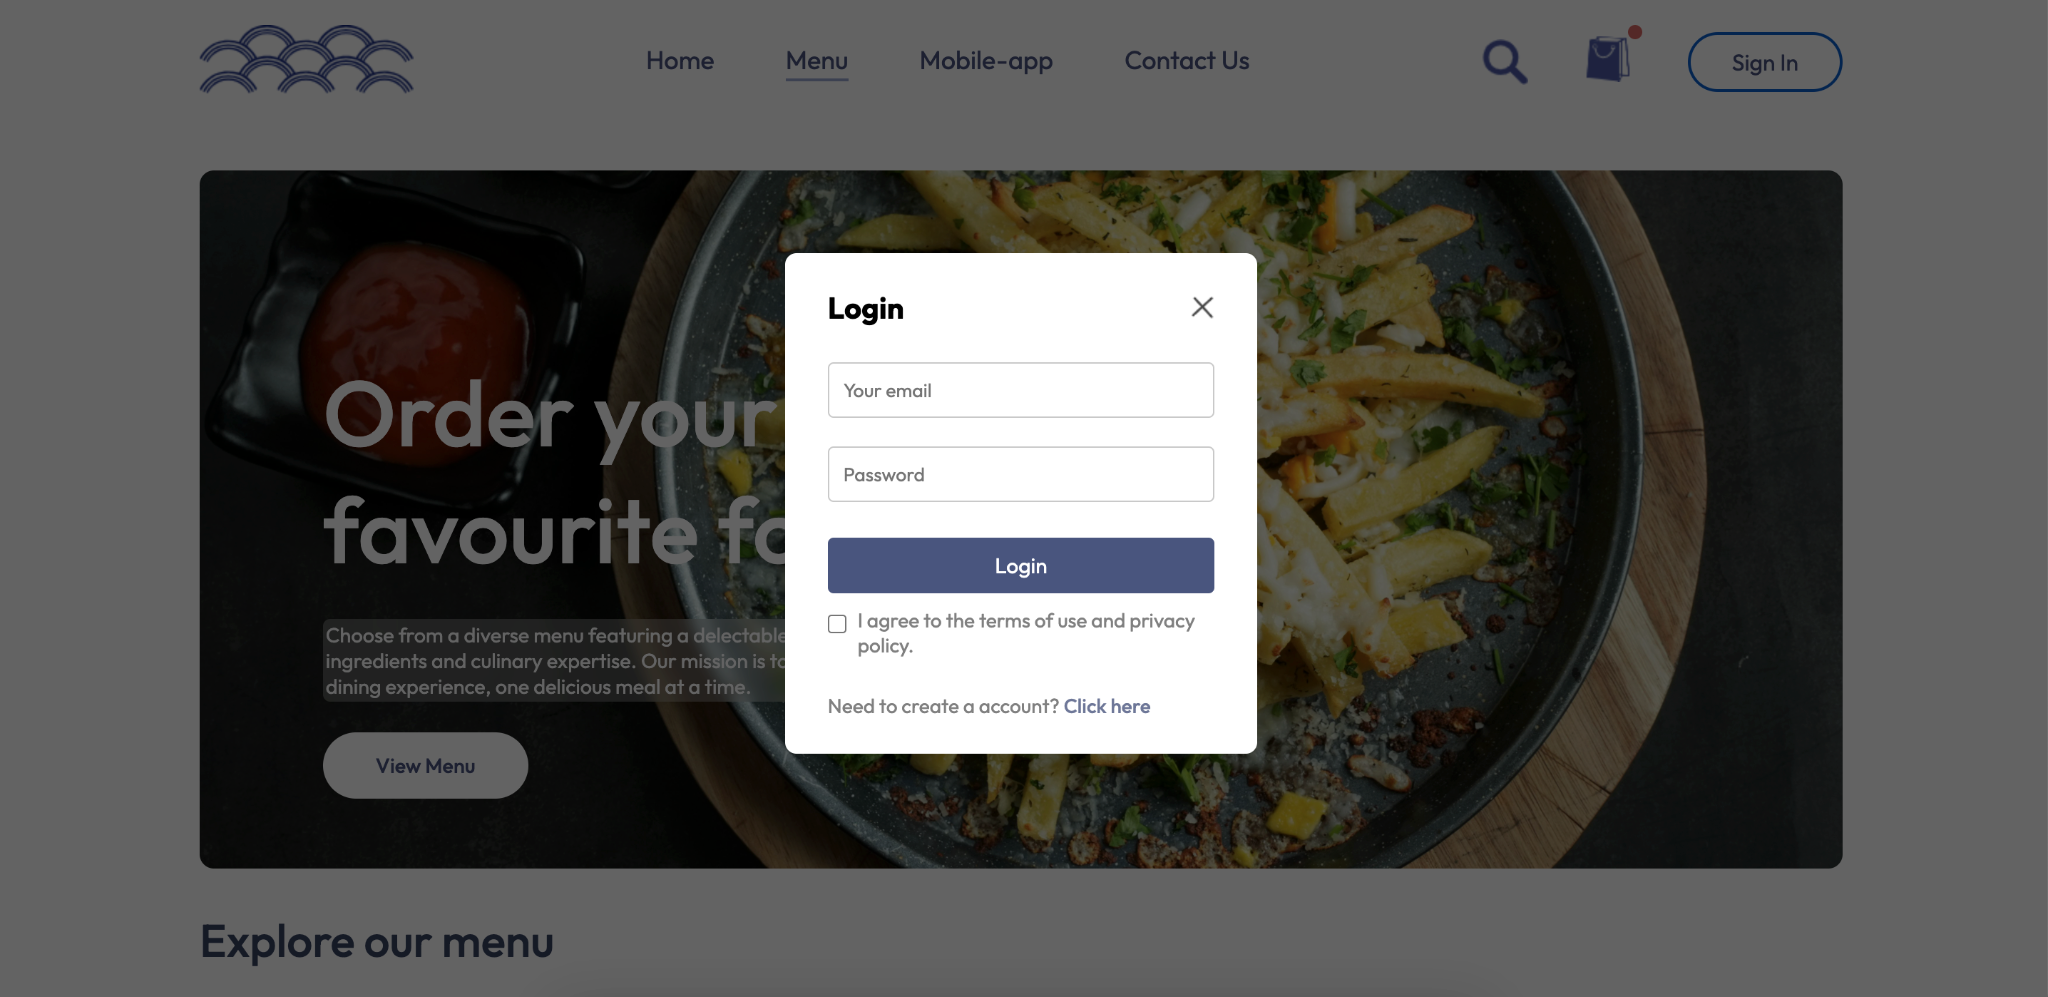 Home
Menu
Mobile-app
Contact Us
Sign In
Order your
favourite
Choose from a diverse menu featuring a delectable
ingredients and culinary expertise. Our mission is
dining experience, one delicious meal at a time.
View Menu
Login
Your email
Password
Login
I agree to the terms of use and privacy
policy.
Need to create a account? Click here
Explore our menu